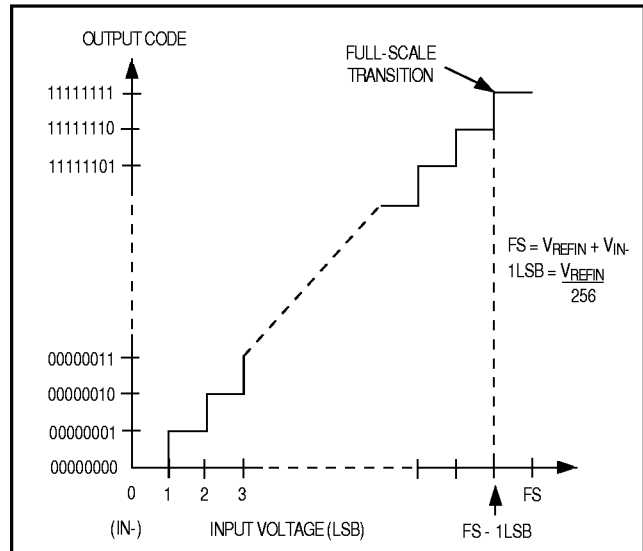 OUTPUT CODE
FULL-SCALE
TRANSITION
11111111
11111110
11111101
FS = VREFIN + VIN-
1LSB = VREFIN
256
00000011
00000010
00000001
00000000
0
1
2
3
FS
(IN-)
INPUT VOLTAGE (LSB)
FS - 1LSB